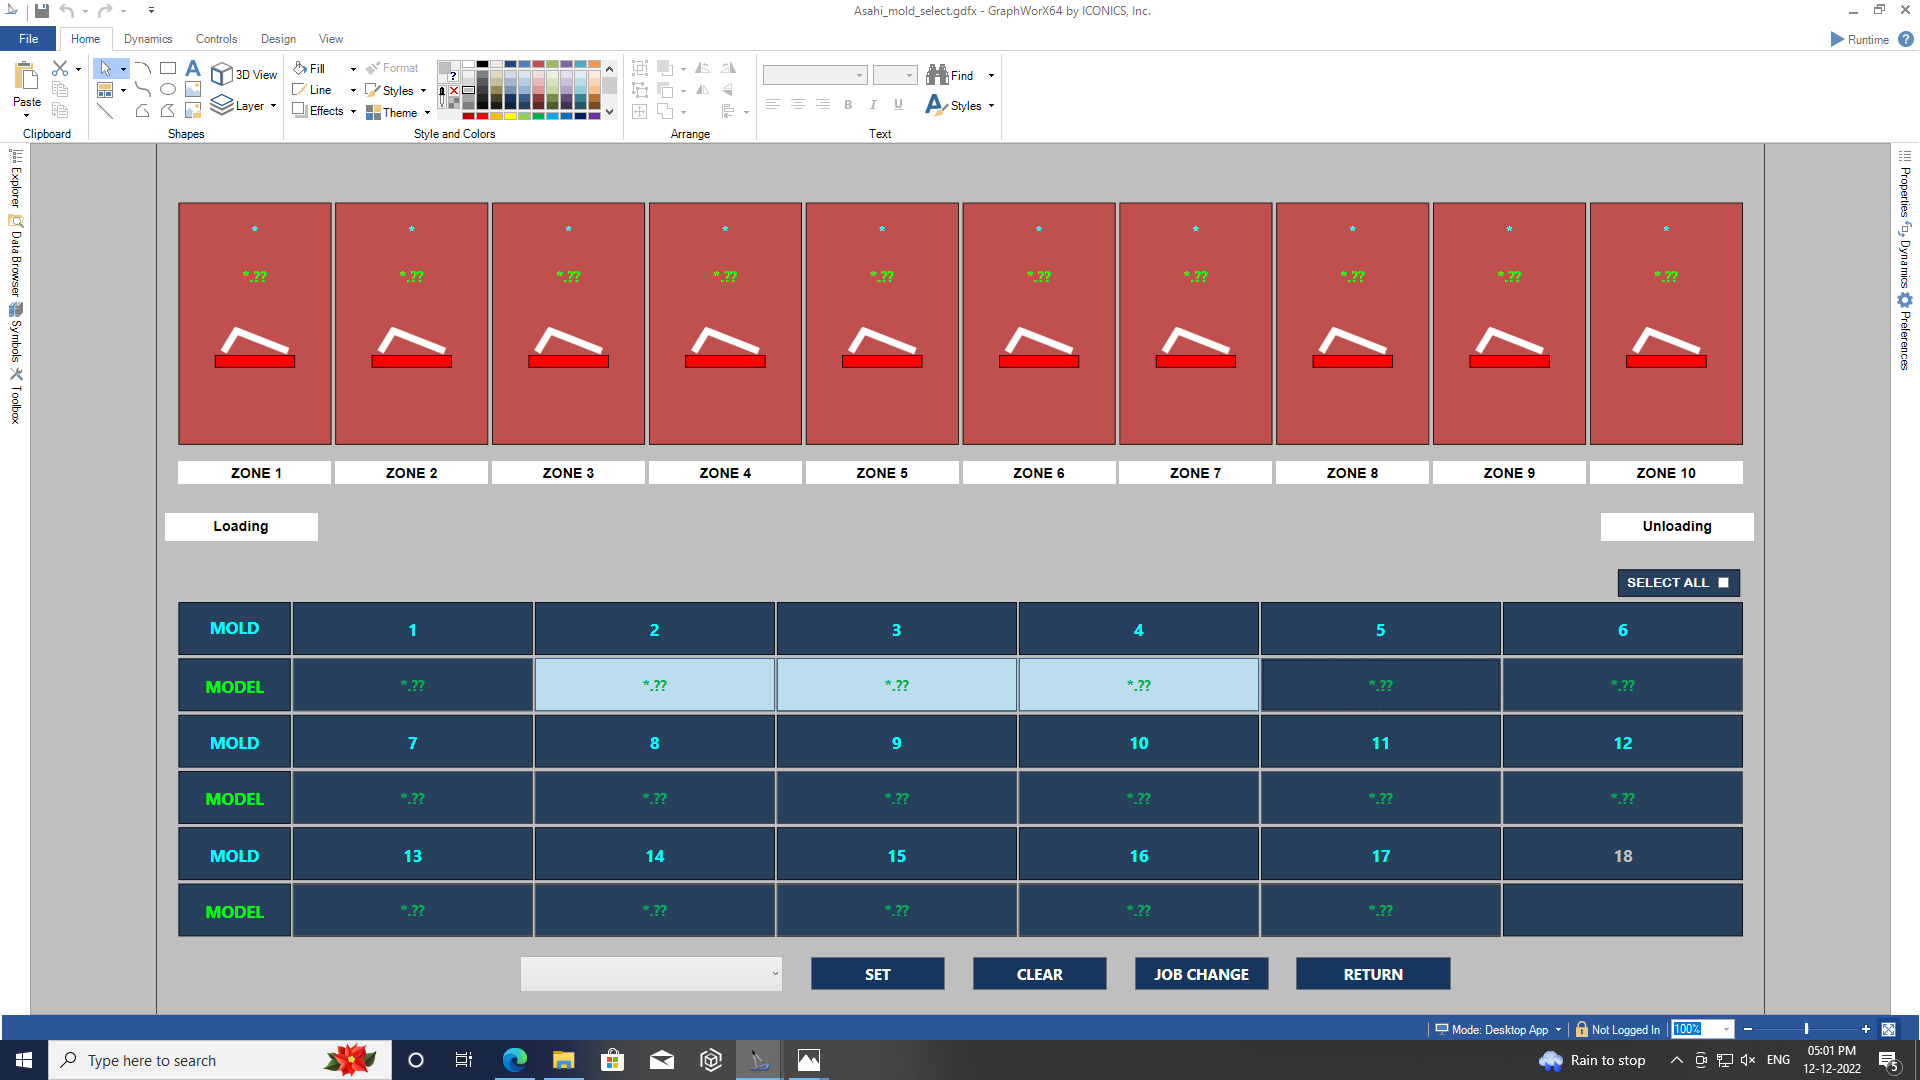 Asahi_mold_select.gdfx - GraphWorX64 by ICONICS, Inc.
File Home Dynamics Controls Design View
Runtime ?
Paste
3D View
Layer
Fill
Line
Effects
Format
Styles
Theme
?
B I U
Find
Styles
Clipboard Shapes Style and Colors Arrange Text
Explorer
Data Browser
Symbols
Toolbox
Properties
Dynamics
Preferences
* * * * * * * * * *
*.?? *.?? *.?? *.?? *.?? *.?? *.?? *.?? *.?? *.??
ZONE 1 ZONE 2 ZONE 3 ZONE 4 ZONE 5 ZONE 6 ZONE 7 ZONE 8 ZONE 9 ZONE 10
Loading Unloading
SELECT ALL
MOLD 1 2 3 4 5 6
MODEL *.?? *.?? *.?? *.?? *.?? *.??
MOLD 7 8 9 10 11 12
MODEL *.?? *.?? *.?? *.?? *.?? *.??
MOLD 13 14 15 16 17 18
MODEL *.?? *.?? *.?? *.?? *.??
SET CLEAR JOB CHANGE RETURN
Mode: Desktop App Not Logged In 100%
Type here to search
Rain to stop
ENG
05:01 PM
12-12-2022
5